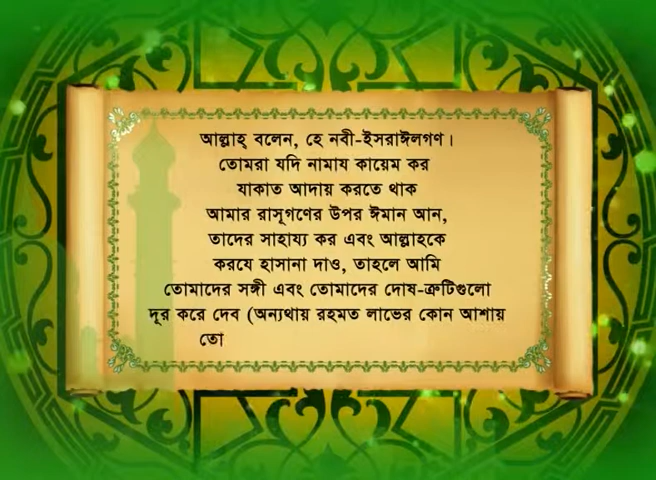 আল্লাহ্ বলেন, হে নবী-ইসরাঈলগণ।
তোমরা যদি নামায কায়েম কর
যাকাত আদায় করতে থাক
আমার রাসূগণের উপর ঈমান আন,
তাদের সাহায্য কর এবং আল্লাহকে
করযে হাসানা দাও, তাহলে আমি
তোমাদের সঙ্গী এবং তোমাদের দোষ-ত্রুটিগুলো
দূর করে দেব (অন্যথায় রহমত লাভের কোন আশায়
তো